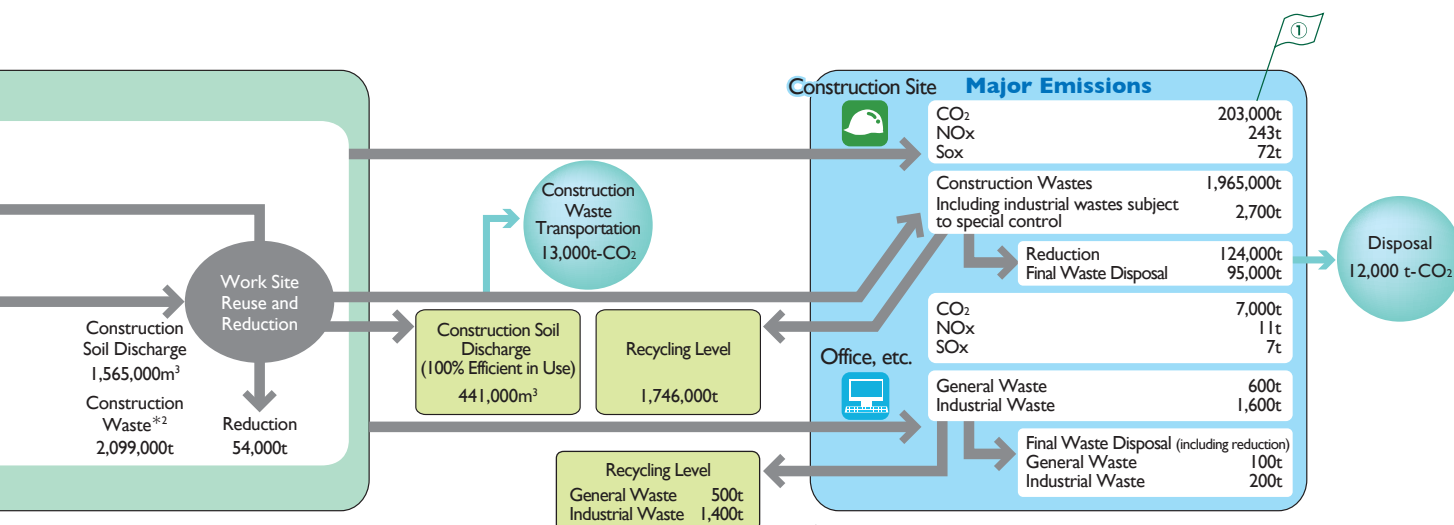 ①
Construction Site
Major Emissions
CO₂ 203,000t
NOx 243t
Sox 72t
Construction Wastes 1,965,000t
Including industrial wastes subject
to special control 2,700t
Reduction 124,000t
Final Waste Disposal 95,000t
Disposal
12,000 t-CO₂
Construction
Waste
Transportation
13,000t-CO₂
Work Site
Reuse and
Reduction
Construction
Soil Discharge
1,565,000m³
Construction
Waste*²
2,099,000t
Reduction
54,000t
Construction Soil
Discharge
(100% Efficient in Use)
441,000m³
Recycling Level
1,746,000t
Office, etc.
CO₂ 7,000t
NOx 11t
SOx 7t
General Waste 600t
Industrial Waste 1,600t
Final Waste Disposal (including reduction)
General Waste 100t
Industrial Waste 200t
Recycling Level
General Waste 500t
Industrial Waste 1,400t